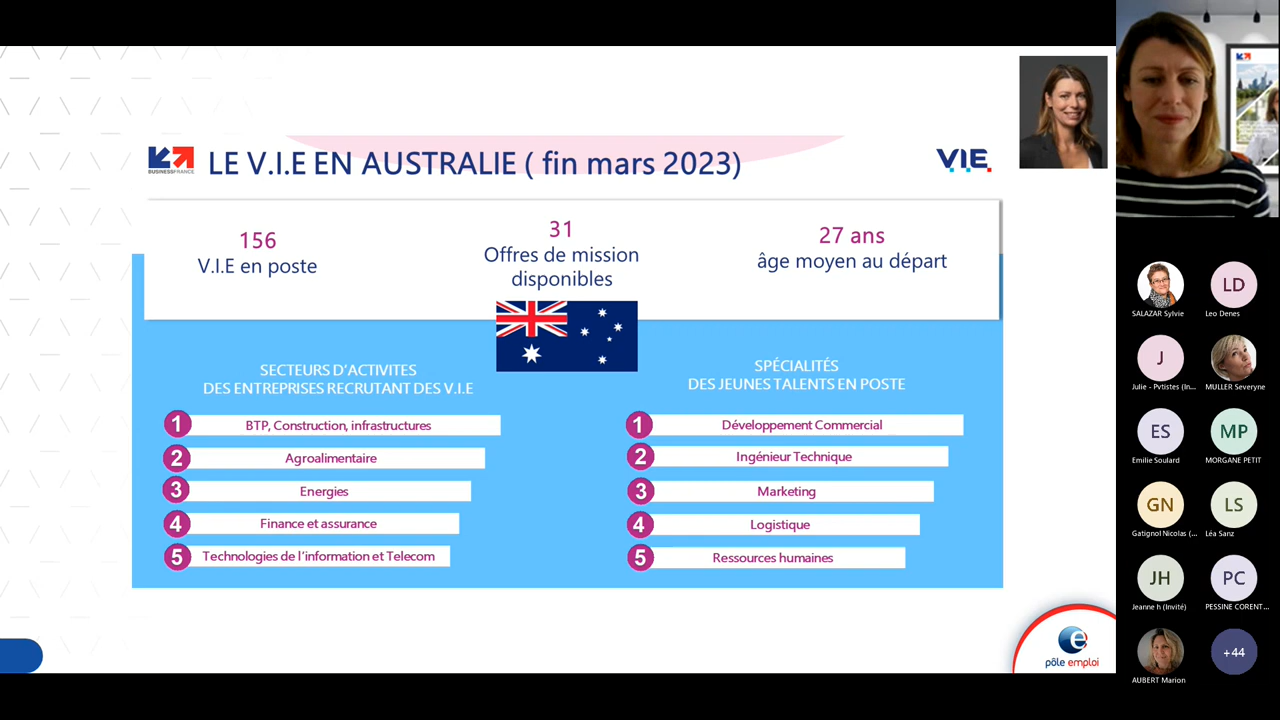 BUSINESSFRANCE
LE V.I.E EN AUSTRALIE ( fin mars 2023)
V.I.E.
156
V.I.E en poste
31
Offres de mission
disponibles
27 ans
âge moyen au départ
SECTEURS D'ACTIVITES
DES ENTREPRISES RECRUTANT DES V.I.E
1 BTP, Construction, infrastructures
2 Agroalimentaire
3 Energies
4 Finance et assurance
5 Technologies de l'information et Telecom
SPÉCIALITÉS
DES JEUNES TALENTS EN POSTE
1 Développement Commercial
2 Ingénieur Technique
3 Marketing
4 Logistique
5 Ressources humaines
pôle emploi
SALAZAR Sylvie
LD
Leo Denes
J
Julie - Pvtistes (In...
MULLER Severyne
ES
Emilie Soulard
MP
MORGANE PETIT
GN
Gatignol Nicolas (...
LS
Léa Sanz
JH
Jeanne h (Invité)
PC
PESSINE CORENT...
AUBERT Marion
+44